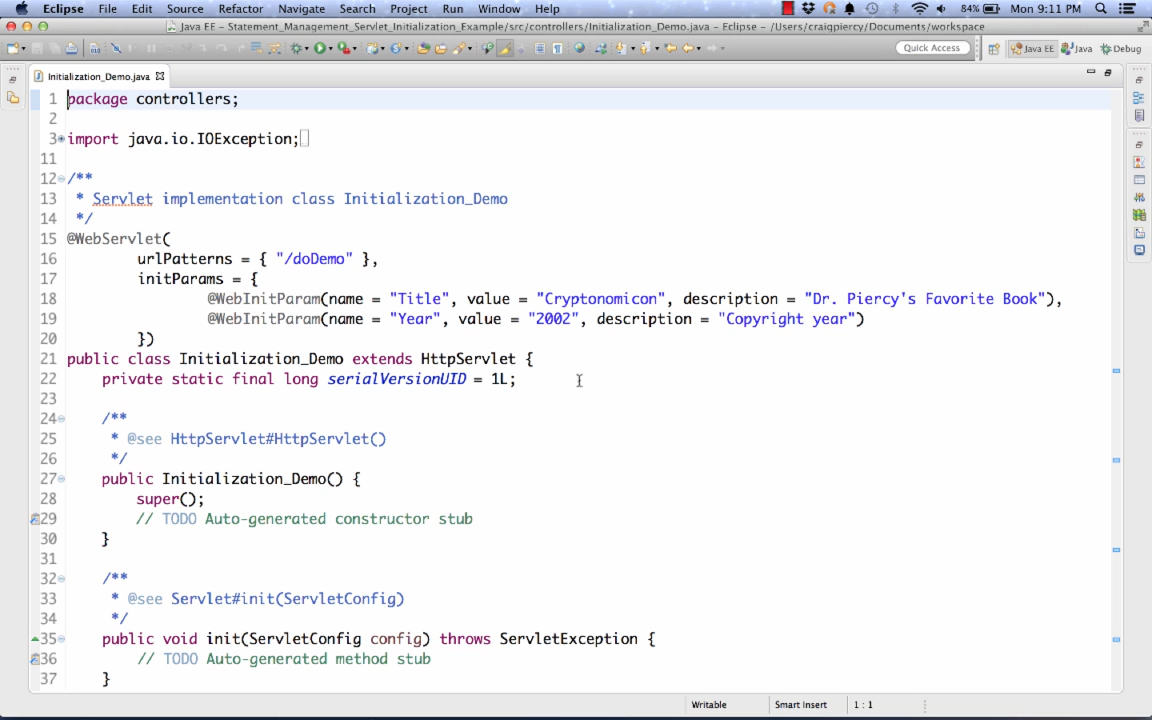 Eclipse File Edit Source Refactor Navigate Search Project Run Window Help 84% Mon 9:11 PM
Java EE - Statement_Management_Servlet_Initialization_Example/src/controllers/Initialization_Demo.java - Eclipse - /Users/craigpiercy/Documents/workspace
Quick Access Java EE Java Debug
Initialization_Demo.java
1 package controllers;
2
3 import java.io.IOException;
11
12 /**
13 * Servlet implementation class Initialization_Demo
14 */
15 @WebServlet(
16 urlPatterns = { "/doDemo" },
17 initParams = {
18 @WebInitParam(name = "Title", value = "Cryptonomicon", description = "Dr. Piercy's Favorite Book"),
19 @WebInitParam(name = "Year", value = "2002", description = "Copyright year")
20 })
21 public class Initialization_Demo extends HttpServlet {
22 private static final long serialVersionUID = 1L;
23
24 /**
25 * @see HttpServlet#HttpServlet()
26 */
27 public Initialization_Demo() {
28 super();
29 // TODO Auto-generated constructor stub
30 }
31
32 /**
33 * @see Servlet#init(ServletConfig)
34 */
35 public void init(ServletConfig config) throws ServletException {
36 // TODO Auto-generated method stub
37 }
Writable Smart Insert 1 : 1